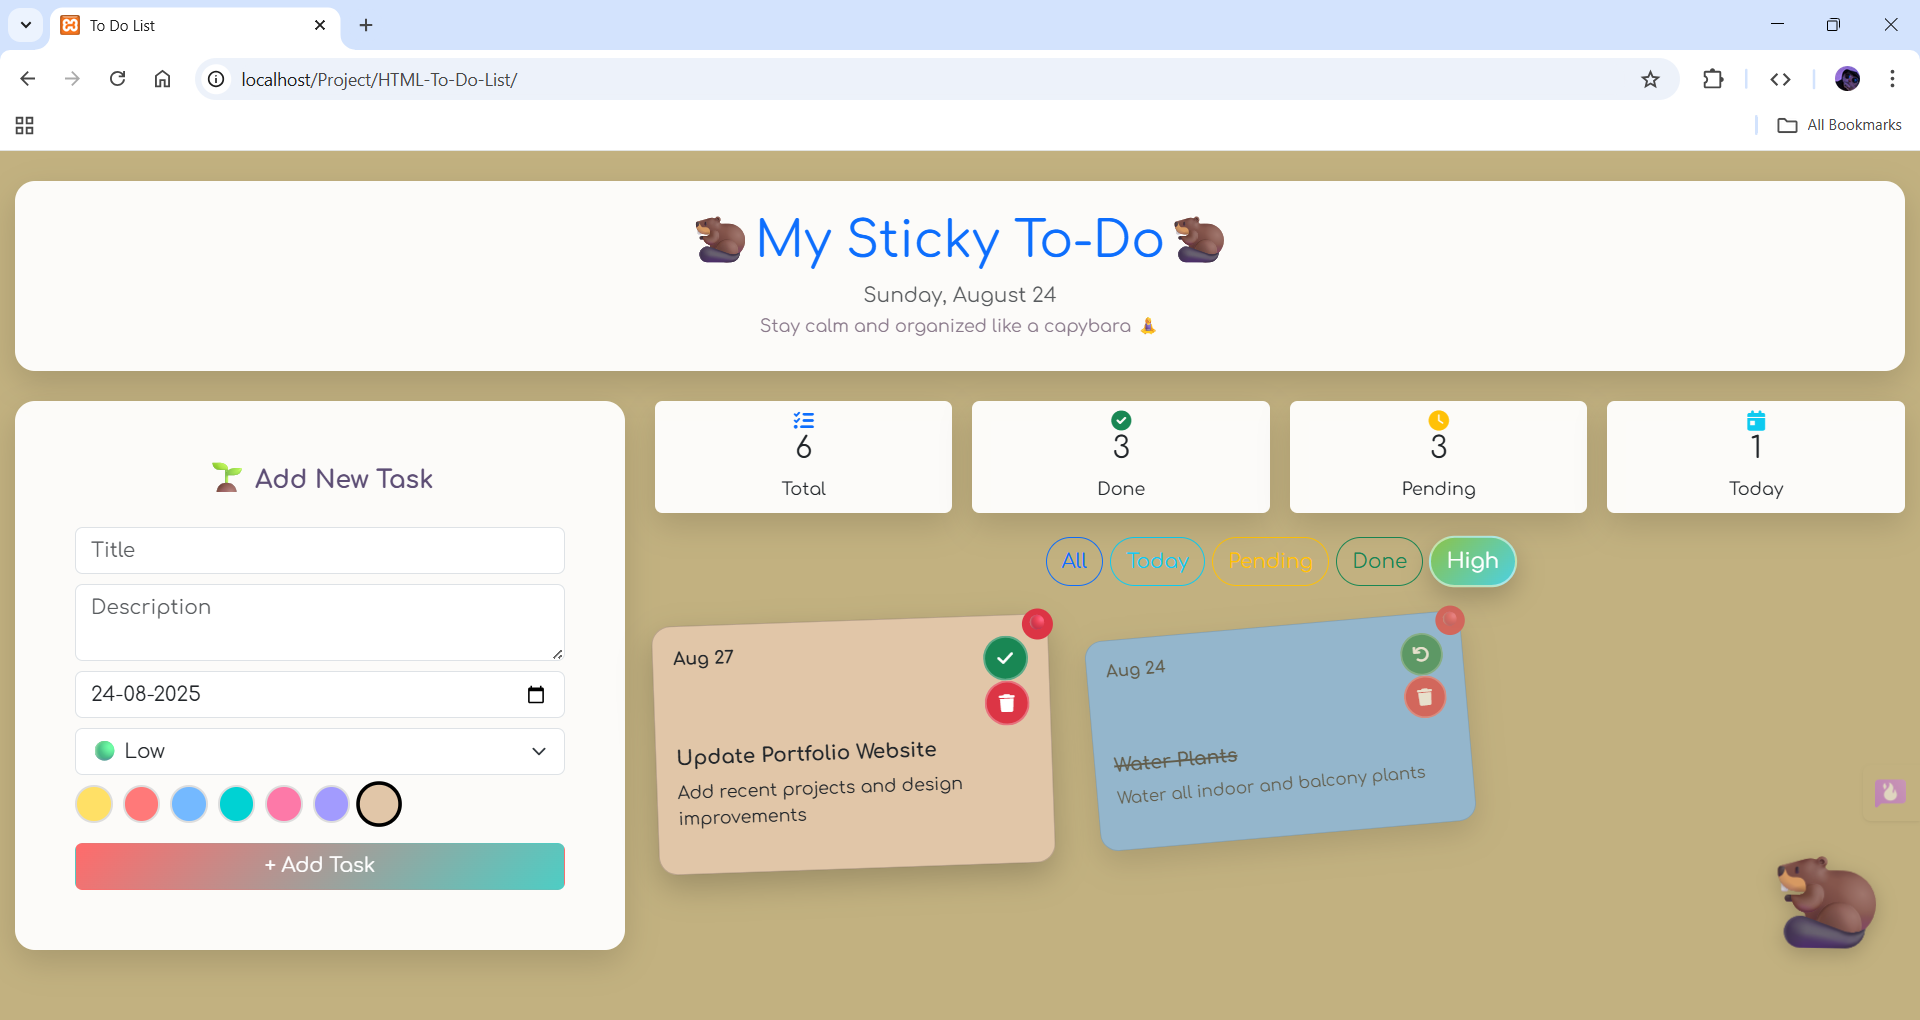 To Do List
localhost/Project/HTML-To-Do-List/
All Bookmarks
My Sticky To-Do
Sunday, August 24
Stay calm and organized like a capybara
Add New Task
Title
Description
24-08-2025
Low
+ Add Task
6
Total
3
Done
3
Pending
1
Today
All
Today
Pending
Done
High
Aug 27
Update Portfolio Website
Add recent projects and design
improvements
Aug 24
Water Plants
Water all indoor and balcony plants